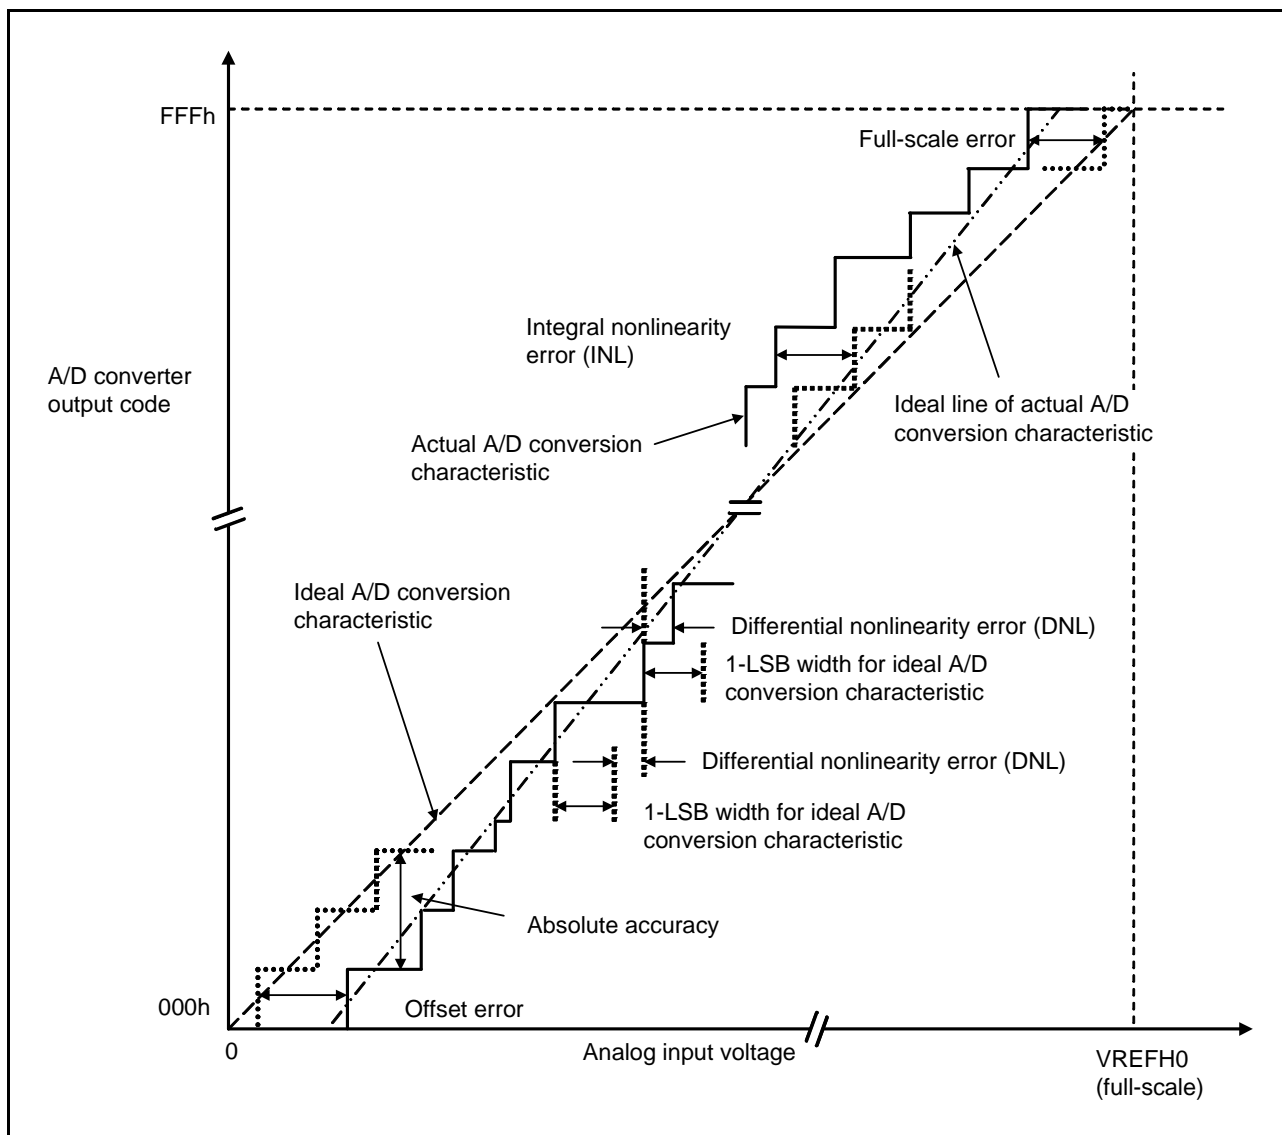 FFFh
Full-scale error
Integral nonlinearity
error (INL)
A/D converter
output code
Ideal line of actual A/D
conversion characteristic
Actual A/D conversion
characteristic
Ideal A/D conversion
characteristic
Differential nonlinearity error (DNL)
1-LSB width for ideal A/D
conversion characteristic
Differential nonlinearity error (DNL)
1-LSB width for ideal A/D
conversion characteristic
Absolute accuracy
000h
Offset error
0
Analog input voltage
VREFH0
(full-scale)